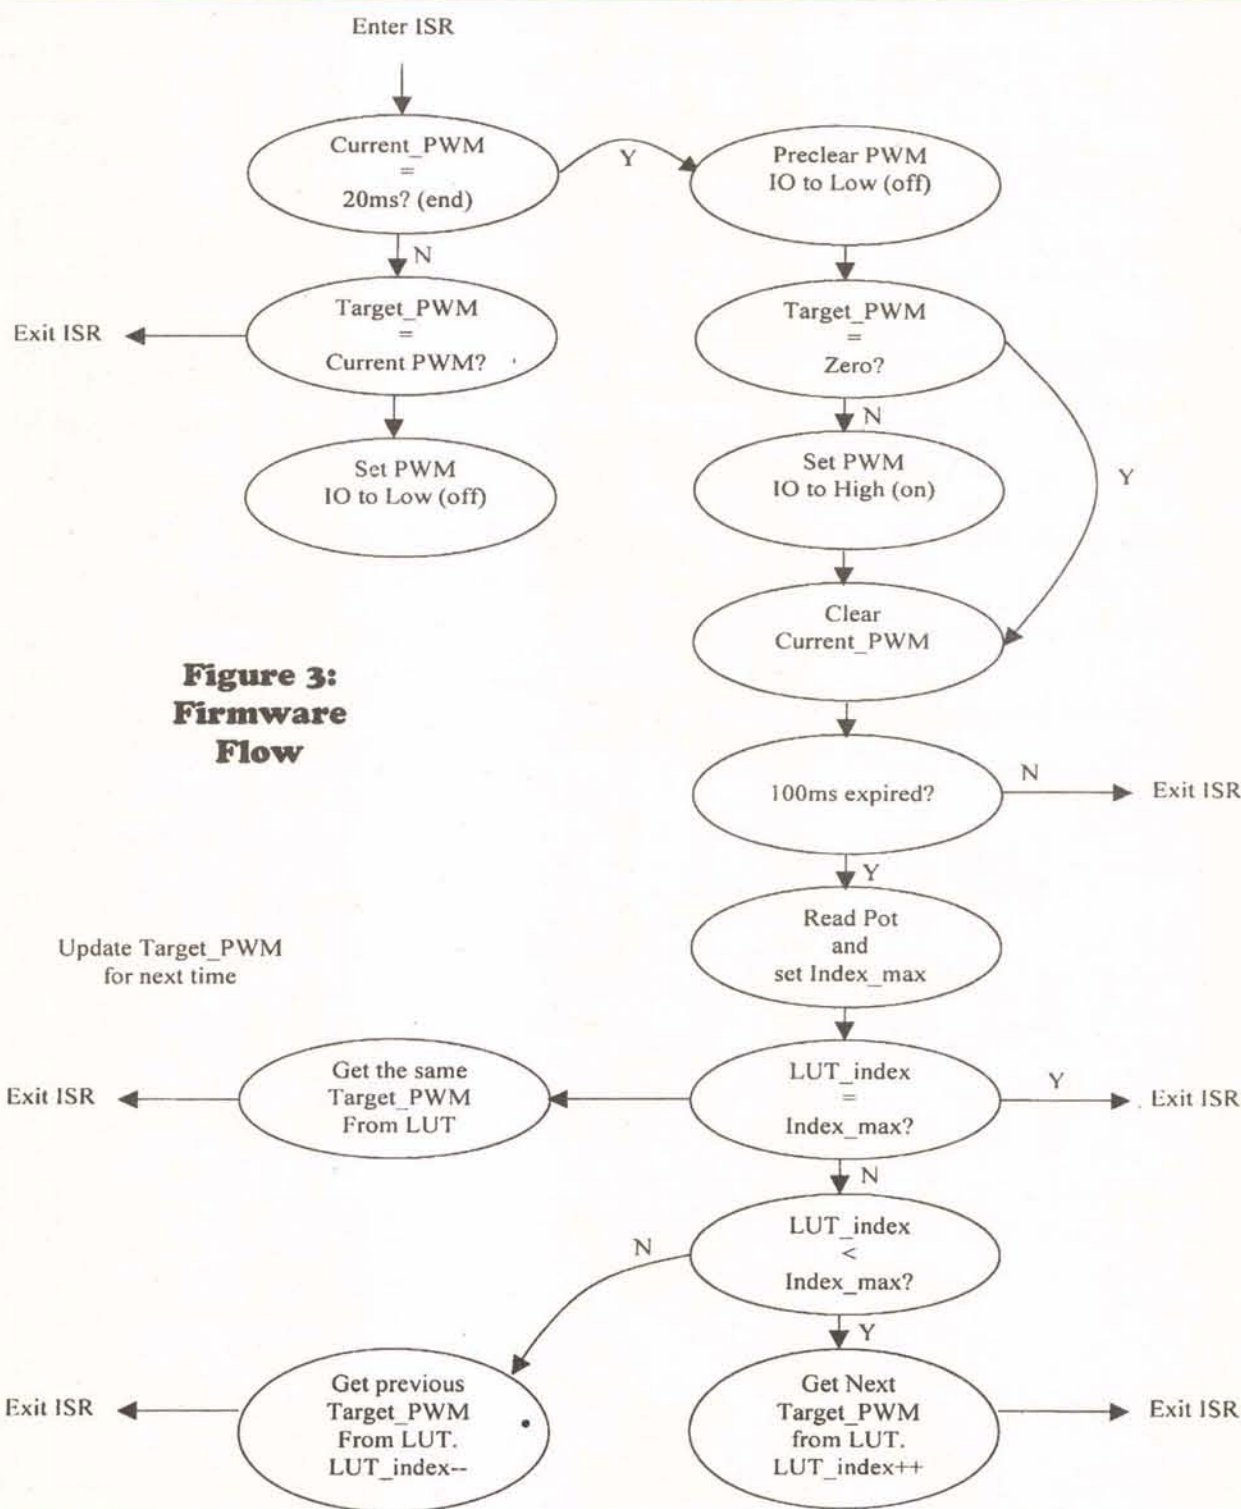 Enter ISR
Current_PWM
=
20ms? (end)
Y
Preclear PWM
IO to Low (off)
N
Target_PWM
=
Current PWM?
Exit ISR
Target_PWM
=
Zero?
N
Y
Set PWM
IO to Low (off)
Set PWM
IO to High (on)
Clear
Current_PWM
Figure 3:
Firmware
Flow
100ms expired?
N
Exit ISR
Y
Read Pot
and
set Index_max
Update Target_PWM
for next time
Exit ISR
Get the same
Target_PWM
From LUT
LUT_index
=
Index_max?
Y
Exit ISR
N
LUT_index
<
Index_max?
N
Y
Exit ISR
Get previous
Target_PWM
From LUT.
LUT_index--
Get Next
Target_PWM
from LUT.
LUT_index++
Exit ISR